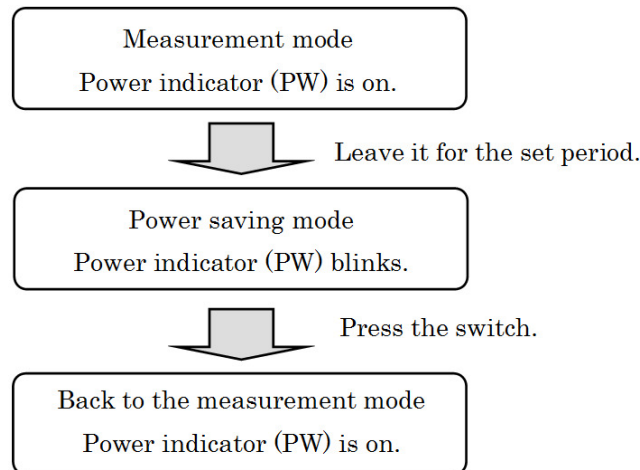 Measurement mode
Power indicator (PW) is on.
Leave it for the set period.
Power saving mode
Power indicator (PW) blinks.
Press the switch.
Back to the measurement mode
Power indicator (PW) is on.